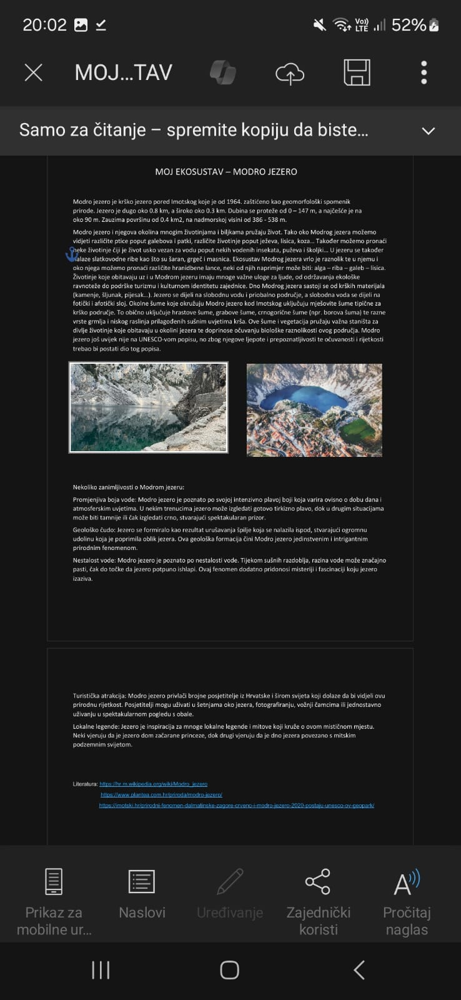 20:02
Vo))
LTE
52%
MOJ...TAV
Samo za čitanje – spremite kopiju da biste...
MOJ EKOSUSTAV – MODRO JEZERO
Modro jezero je krško jezero pored Imotskog koje je od 1964. zaštićeno kao geomorfološki spomenik
prirode. Jezero je dugo oko 0.8 km, a široko oko 0.3 km. Dubina se proteže od 0 – 147 m, a najčešće je na
oko 90 m. Zauzima površinu od 0.4 km2, na nadmorskoj visini od 386 - 538 m.
Modro jezero i njegova okolina mnogim životinjama i biljkama pružaju život. Tako oko Modrog jezera možemo
vidjeti različite ptice poput galebova i patki, različite životinje poput ježeva, lisica, koza... Također možemo pronaći
neke životinje čiji je život usko vezan za vodu poput nekih vodenih insekata, puževa i školjki... U jezeru se također
nalaze slatkovodne ribe kao što su šaran, grgeč i masnica. Ekosustav Modrog jezera vrlo je raznolik te u njemu i
oko njega možemo pronaći različite hranidbene lance, neki od njih naprimjer može biti: alga – riba – galeb – lisica.
Životinje koje obitavaju uz i u Modrom jezeru imaju mnoge važne uloge za ljude, od održavanja ekološke
ravnoteže do podrške turizmu i kulturnom identitetu zajednice. Dno Modrog jezera sastoji se od krških materijala
(kamenje, šljunak, pijesak...). Jezero se dijeli na slobodnu vodu i priobalno područje, a slobodna voda se dijeli na
fotički i afotički sloj. Okolne šume koje okružuju Modro jezero kod Imotskog uključuju mješovite šume tipične za
krško područje. To obično uključuje hrastove šume, grabove šume, crnogorične šume (npr. borova šuma) te razne
vrste grmlja i niskog raslinja prilagođenih sušnim uvjetima krša. Ove šume i vegetacija pružaju važna staništa za
divlje životinje koje obitavaju u okolini jezera te doprinose očuvanju biološke raznolikosti ovog područja. Modro
jezero još uvijek nije na UNESCO-vom popisu, no zbog njegove ljepote i prepoznatljivosti te očuvanosti i rijetkosti
trebao bi postati dio tog popisa.
Nekoliko zanimljivosti o Modrom jezeru:
Promjenjiva boja vode: Modro jezero je poznato po svojoj intenzivno plavoj boji koja varira ovisno o dobu dana i
atmosferskim uvjetima. U nekim trenucima jezero može izgledati gotovo tirkizno plavo, dok u drugim situacijama
može biti tamnije ili čak izgledati crno, stvarajući spektakularan prizor.
Geološko čudo: Jezero se formiralo kao rezultat urušavanja špilje koja se nalazila ispod, stvarajući ogromnu
udolinu koja je poprimila oblik jezera. Ova geološka formacija čini Modro jezero jedinstvenim i intrigantnim
prirodnim fenomenom.
Nestalost vode: Modro jezero je poznato po nestalosti vode. Tijekom sušnih razdoblja, razina vode može značajno
pasti, čak do točke da jezero potpuno ishlapi. Ovaj fenomen dodatno pridonosi misteriji i fascinaciji koju jezero
izaziva.
Turistička atrakcija: Modro jezero privlači brojne posjetitelje iz Hrvatske i širom svijeta koji dolaze da bi vidjeli ovu
prirodnu rijetkost. Posjetitelji mogu uživati u šetnjama oko jezera, fotografiranju, vožnji čamcima ili jednostavno
uživanju u spektakularnom pogledu s obale.
Lokalne legende: Jezero je inspiracija za mnoge lokalne legende i mitove koji kruže o ovom mističnom mjestu.
Neki vjeruju da je jezero dom začarane princeze, dok drugi vjeruju da je dno jezera povezano s mitskim
podzemnim svijetom.
Literatura: https://hr.m.wikipedia.org/wiki/Modro_jezero
https://www.plantea.com.hr/priroda/modro-jezero/
https://imotski.hr/prirodni-fenomen-dalmatinske-zagore-crveno-i-modro-jezero-2020-postaju-unesco-ov-geopark/
Prikaz za
mobilne ur...
Naslovi
Uređivanje
Zajednički
koristi
Pročitaj
naglas